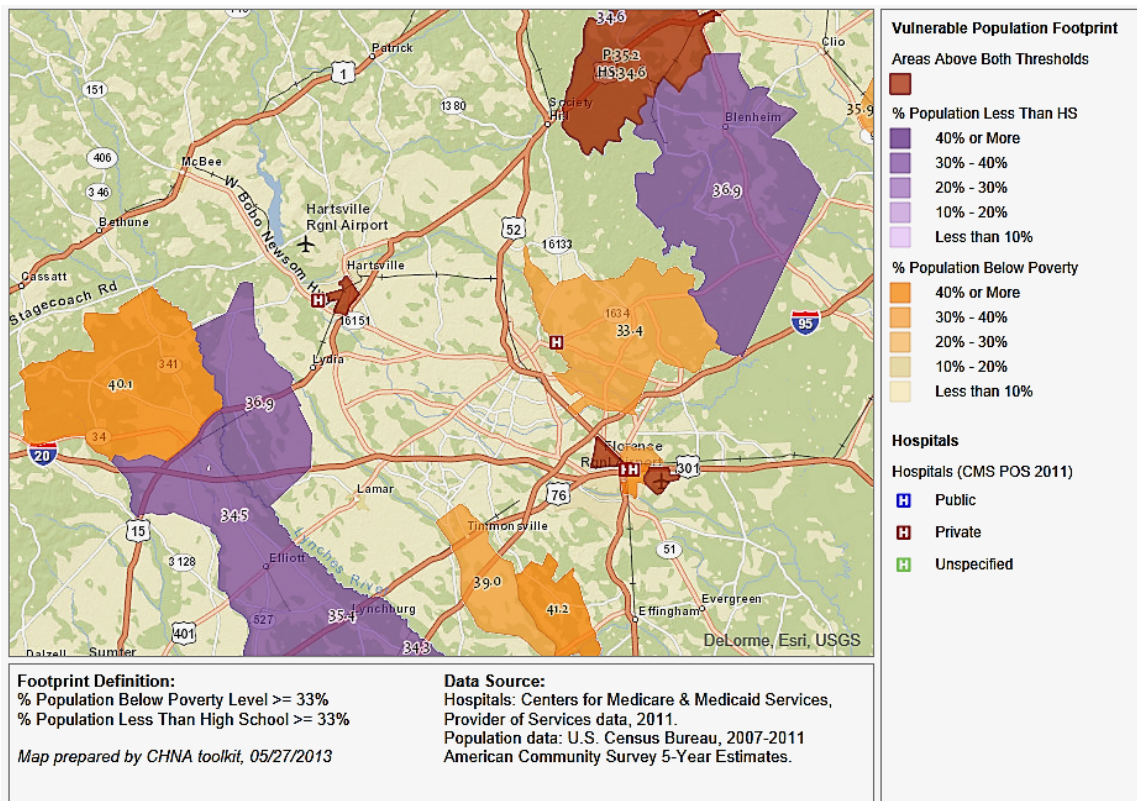 34.6
Patrick
Clio
1
P:35.2
HS:34.6
151
1380
Society
Hill
35.9
Blenheim
McBee
406
346
W Bobo Newsom Hwy
36.9
Bethune
Hartsville
Rgnl Airport
52
16133
Cassatt
Hartsville
Stagecoach Rd
H
16151
1634
95
33.4
H
341
Lydia
40.1
36.9
34
20
Florence
Rgnl Airport
H H
301
Lamar
76
34.5
15
Timmonsville
51
3128
Lynches River
Elliott
39.0
41.2
Evergreen
35.4
Lynchburg
Effingham
527
401
34.3
Dalzell
Sumter
DeLorme, Esri, USGS
Vulnerable Population Footprint
Areas Above Both Thresholds
% Population Less Than HS
40% or More
30% - 40%
20% - 30%
10% - 20%
Less than 10%
% Population Below Poverty
40% or More
30% - 40%
20% - 30%
10% - 20%
Less than 10%
Hospitals
Hospitals (CMS POS 2011)
H Public
H Private
H Unspecified
Footprint Definition:
% Population Below Poverty Level >= 33%
% Population Less Than High School >= 33%
Map prepared by CHNA toolkit, 05/27/2013
Data Source:
Hospitals: Centers for Medicare & Medicaid Services,
Provider of Services data, 2011.
Population data: U.S. Census Bureau, 2007-2011
American Community Survey 5-Year Estimates.